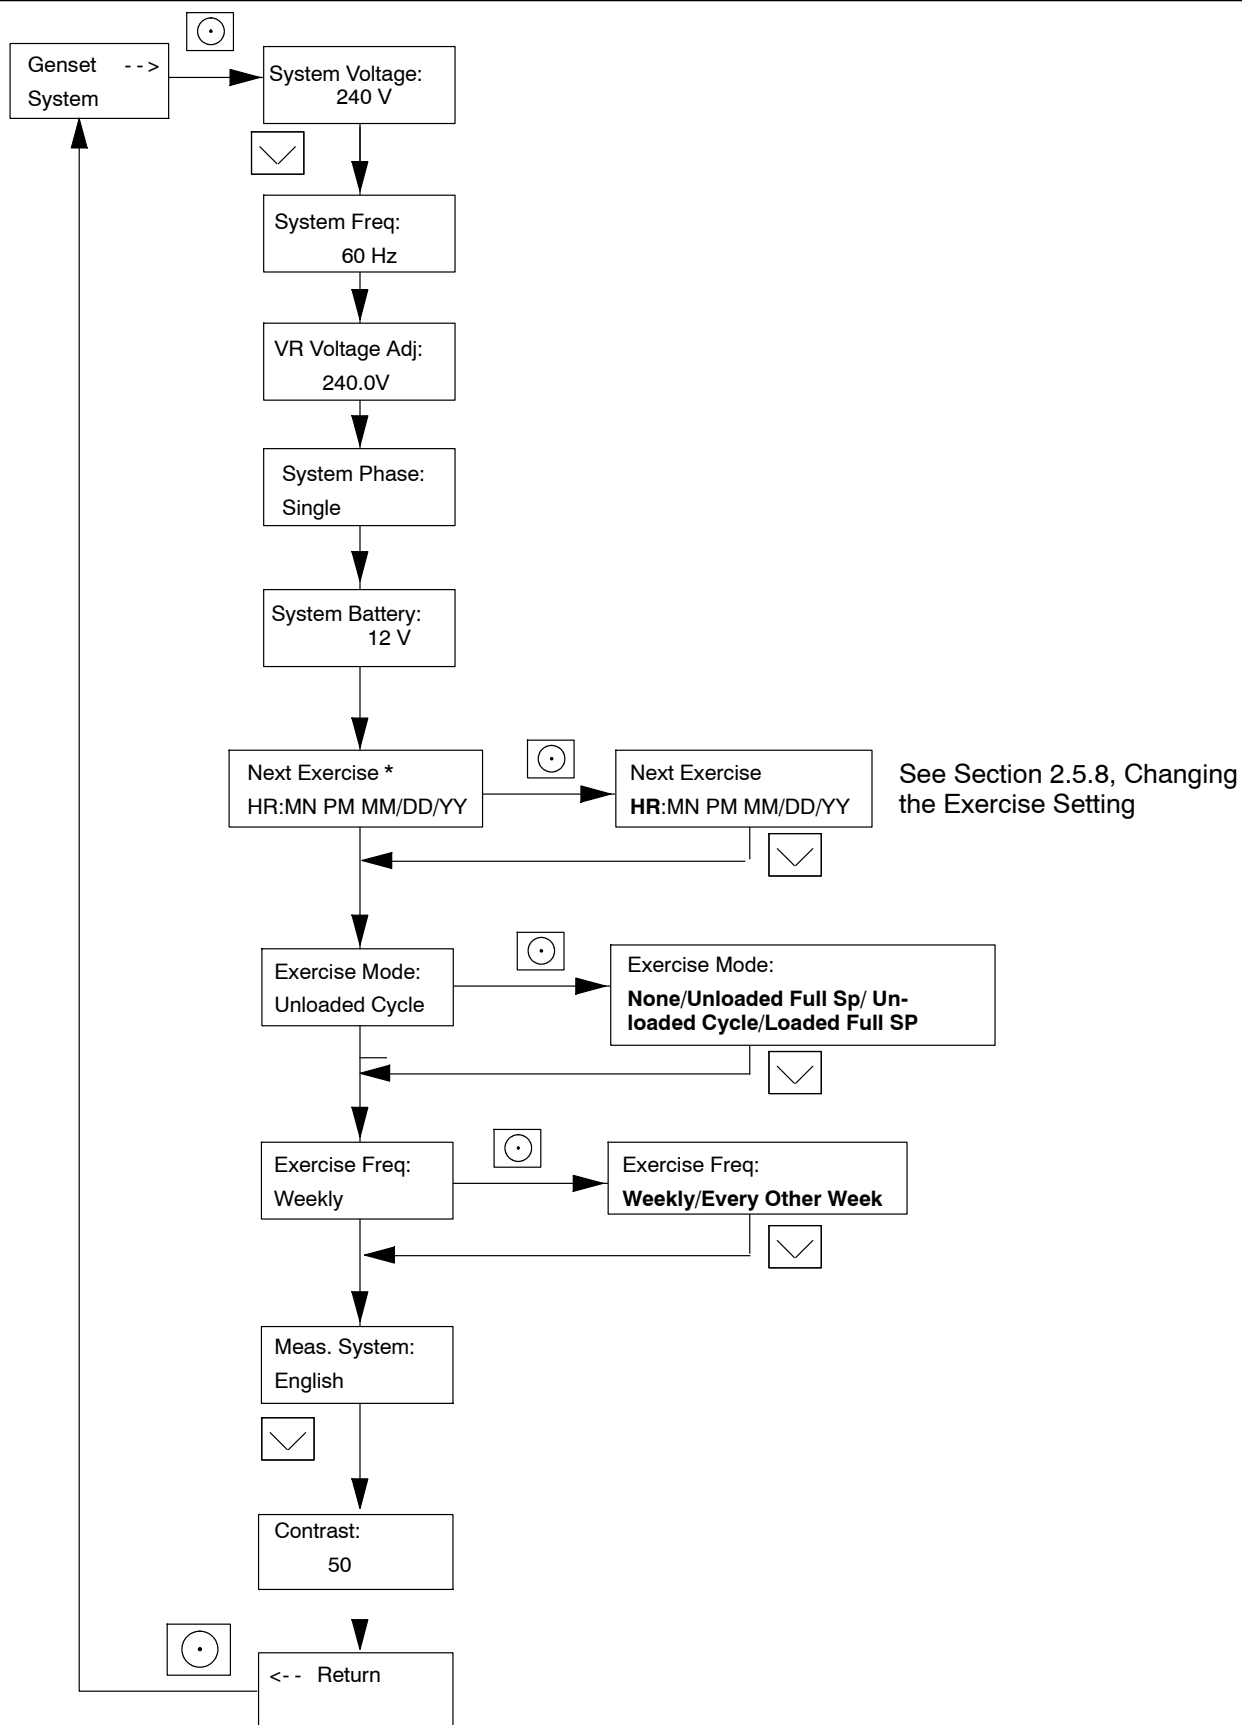 Genset - ->
System
System Voltage:
240 V
System Freq:
60 Hz
VR Voltage Adj:
240.0V
System Phase:
Single
System Battery:
12 V
Next Exercise *
HR:MN PM MM/DD/YY
Next Exercise
HR:MN PM MM/DD/YY
See Section 2.5.8, Changing
the Exercise Setting
Exercise Mode:
Unloaded Cycle
Exercise Mode:
None/Unloaded Full Sp/ Un-
loaded Cycle/Loaded Full SP
Exercise Freq:
Weekly
Exercise Freq:
Weekly/Every Other Week
Meas. System:
English
Contrast:
50
<- - Return